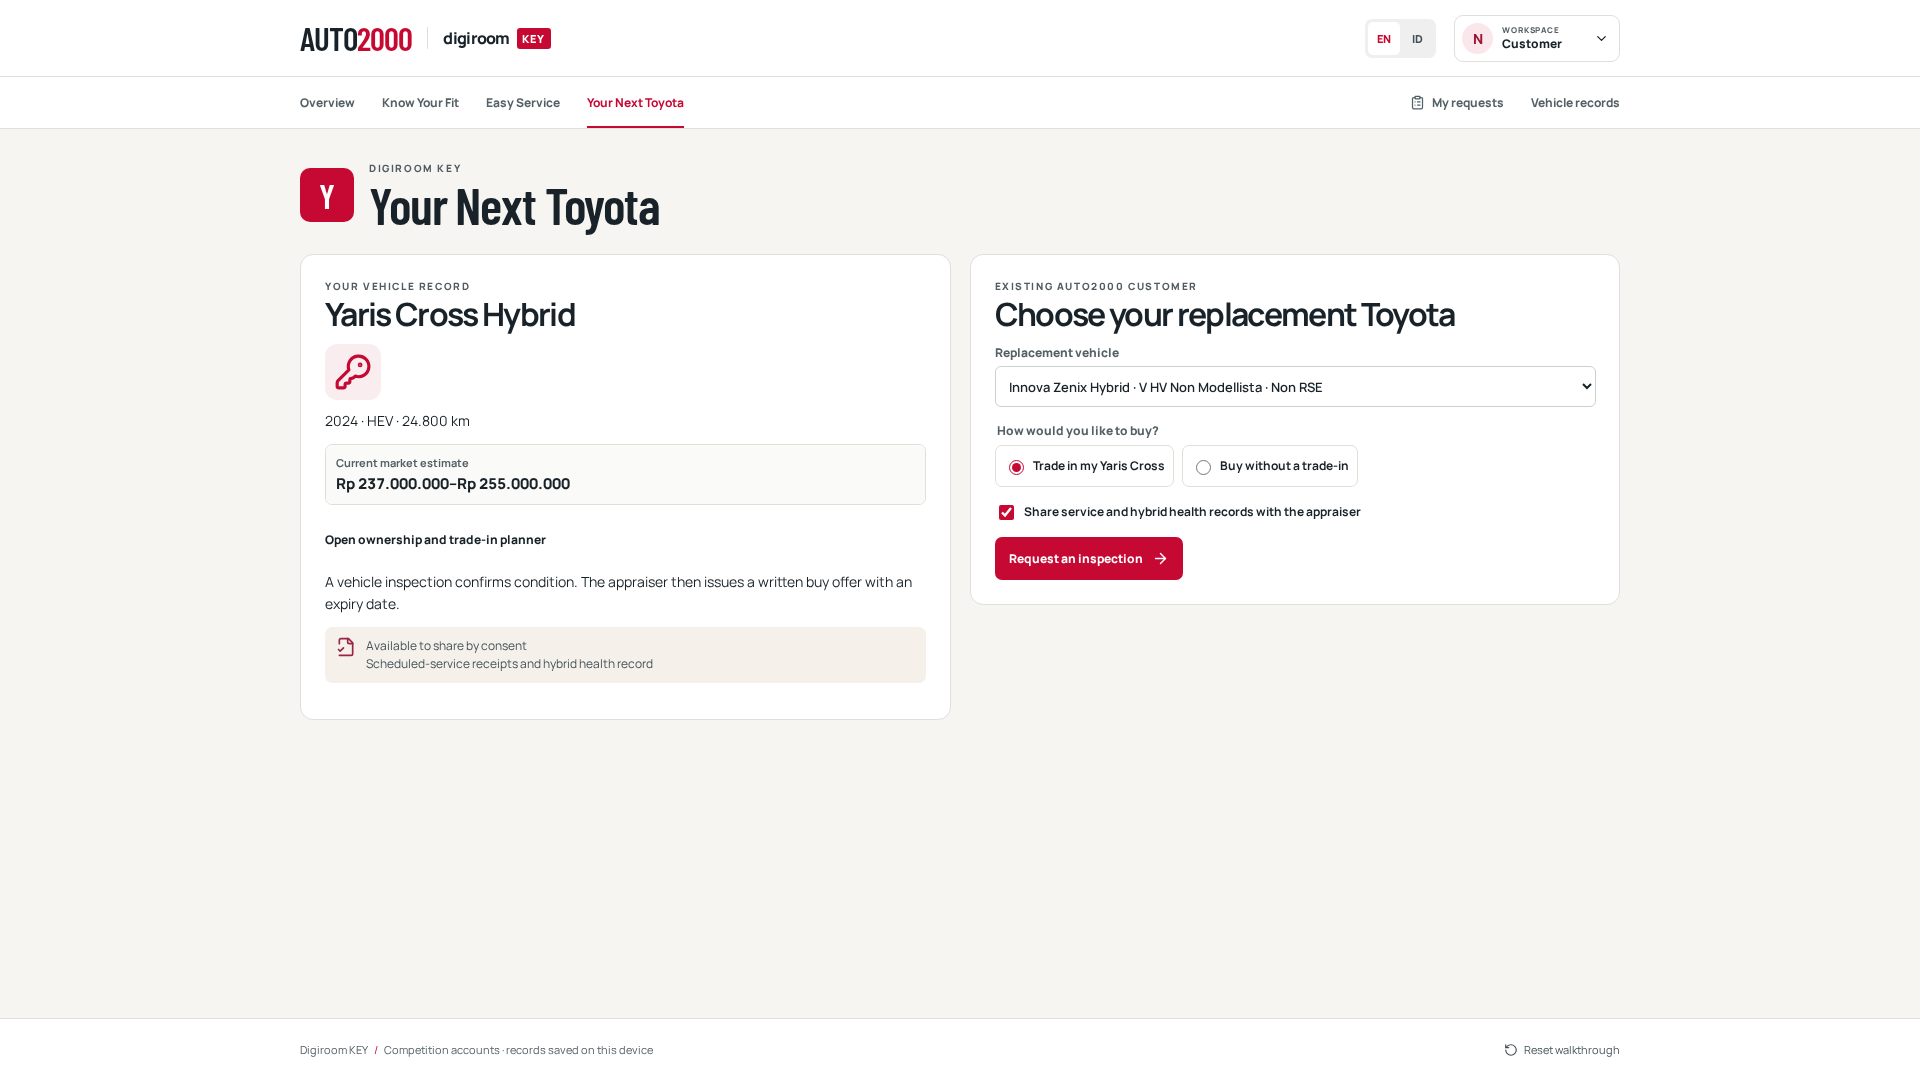 AUTO2000
digiroom KEY
EN ID
N
WORKSPACE
Customer
Overview
Know Your Fit
Easy Service
Your Next Toyota
My requests
Vehicle records
Y
DIGIROOM KEY
Your Next Toyota
YOUR VEHICLE RECORD
Yaris Cross Hybrid
2024 · HEV · 24.800 km
Current market estimate
Rp 237.000.000–Rp 255.000.000
Open ownership and trade-in planner
A vehicle inspection confirms condition. The appraiser then issues a written buy offer with an
expiry date.
Available to share by consent
Scheduled-service receipts and hybrid health record
EXISTING AUTO2000 CUSTOMER
Choose your replacement Toyota
Replacement vehicle
Innova Zenix Hybrid · V HV Non Modellista · Non RSE
How would you like to buy?
Trade in my Yaris Cross
Buy without a trade-in
Share service and hybrid health records with the appraiser
Request an inspection
Digiroom KEY / Competition accounts · records saved on this device
Reset walkthrough